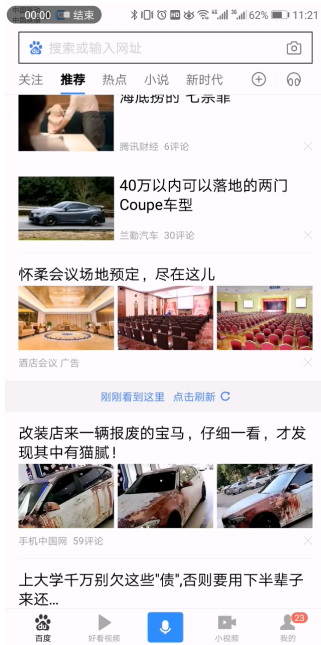 00:00 结束
HD 4G 3G 62% 11:21
搜索或输入网址
关注 推荐 热点 小说 新时代
海底捞的"七宗罪"
腾讯财经 6评论
40万以内可以落地的两门
Coupe车型
兰勤汽车 30评论
怀柔会议场地预定，尽在这儿
酒店会议 广告
刚刚看到这里 点击刷新
改装店来一辆报废的宝马，仔细一看，才发
现其中有猫腻！
手机中国网 59评论
上大学千万别欠这些"债",否则要用下半辈子
来还...
百度 好看视频 小视频 23 我的